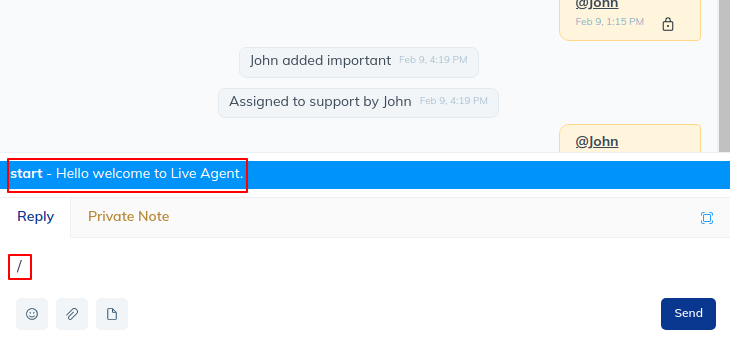 @John
Feb 9, 1:15 PM
John added important Feb 9, 4:19 PM
Assigned to support by John Feb 9, 4:19 PM
@John
start - Hello welcome to Live Agent.
Reply Private Note
/
Send